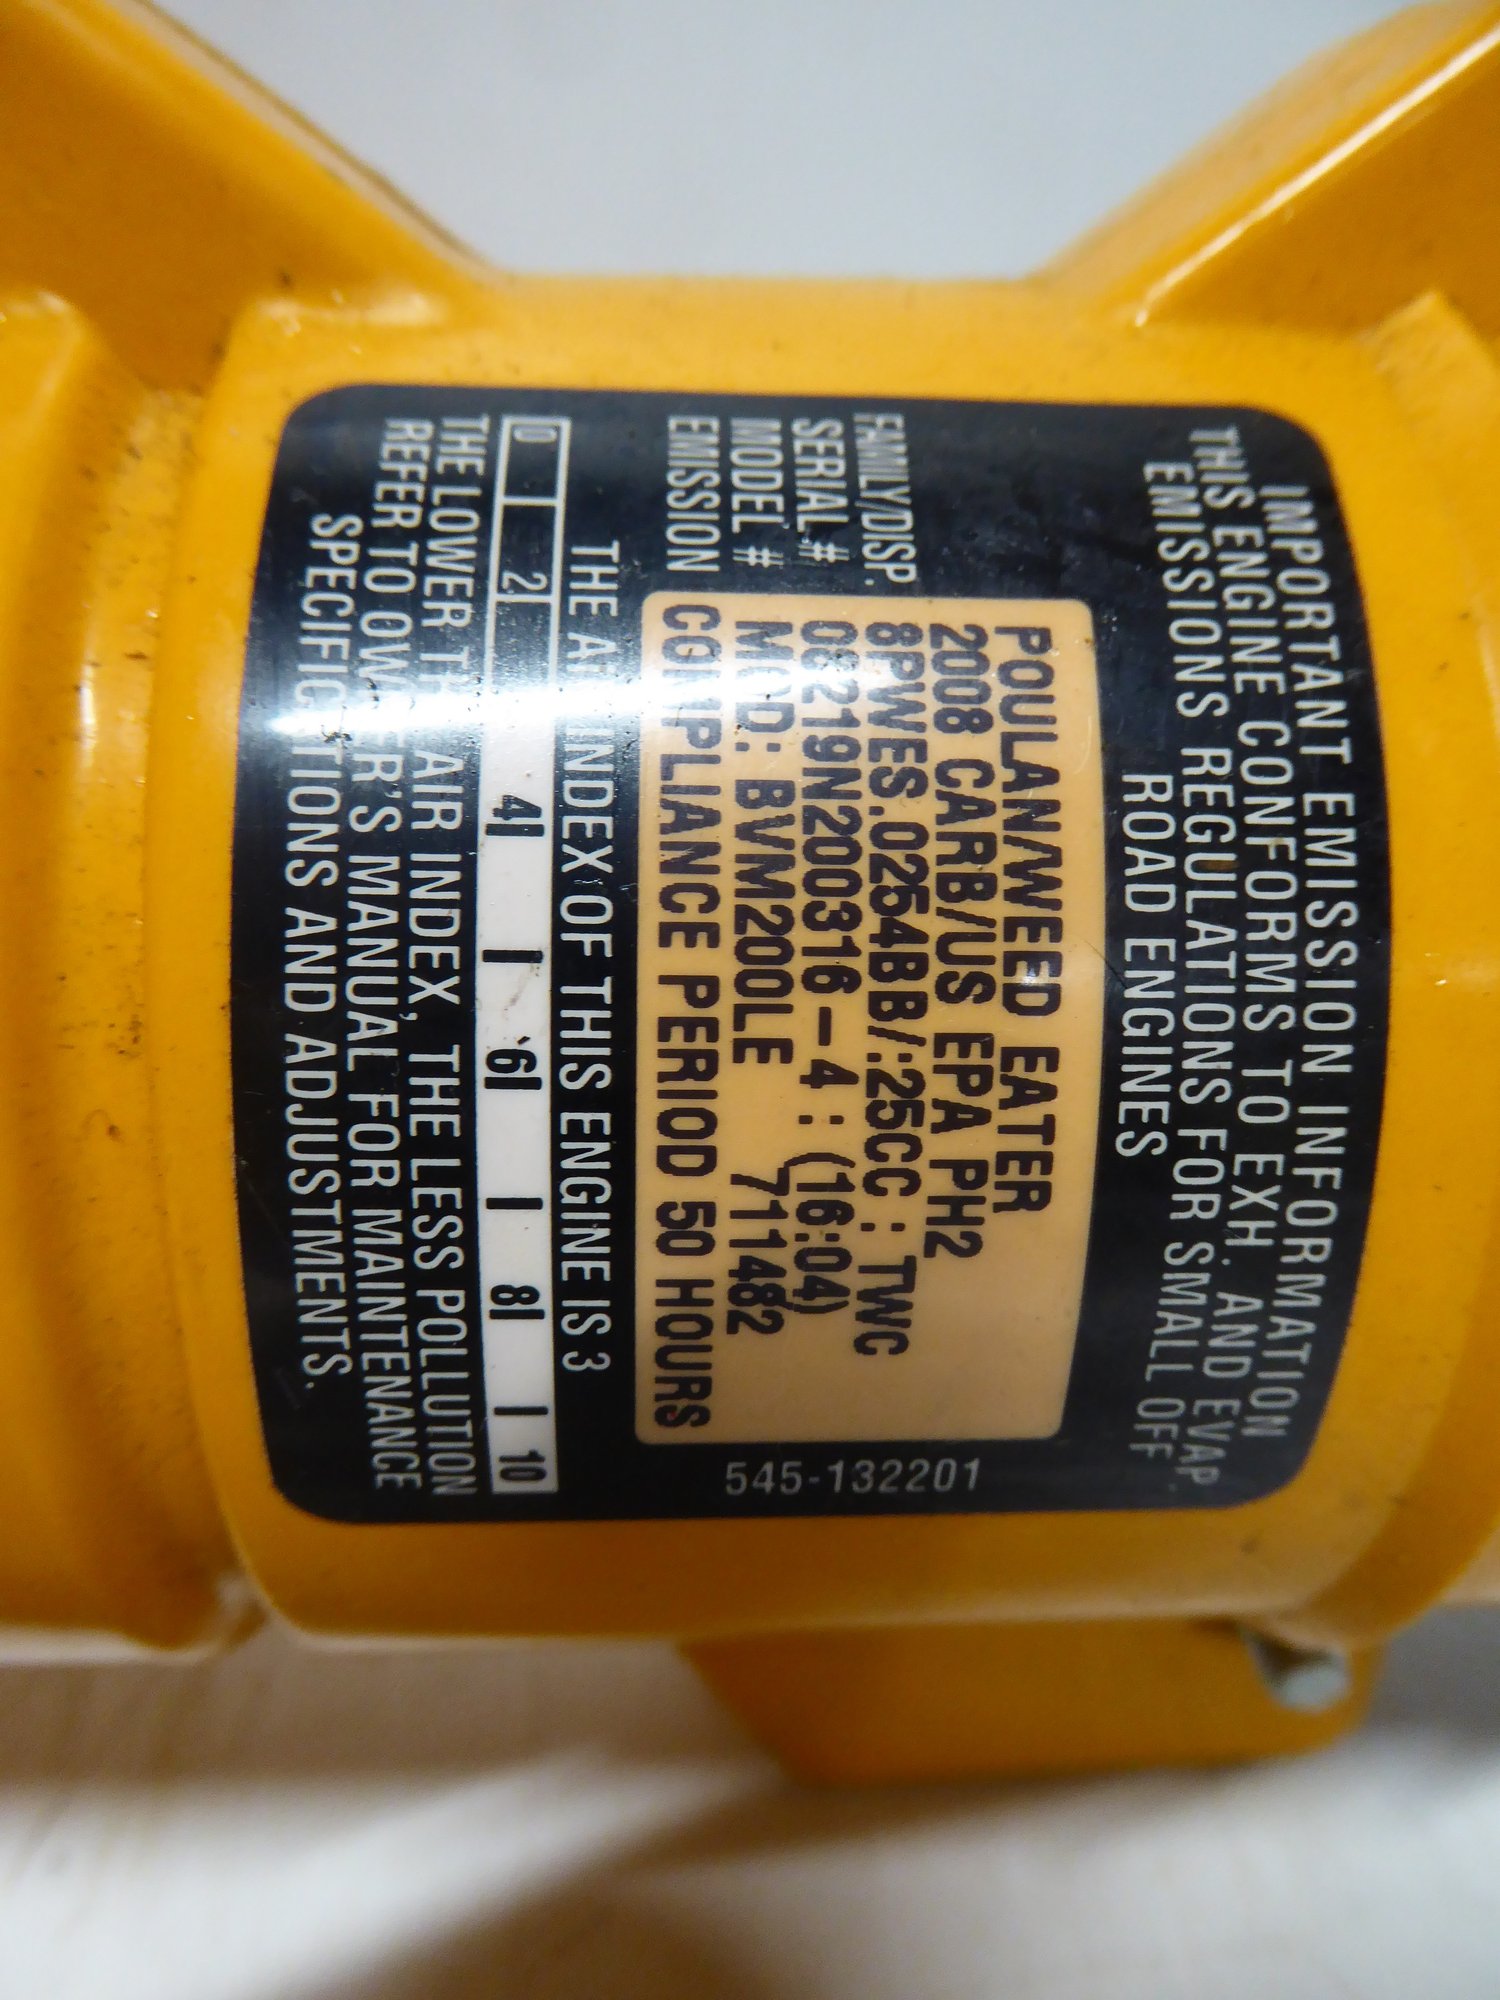 IMPORTANT EMISSION INFORMATION
THIS ENGINE CONFORMS TO EXH. AND EVAP.
EMISSIONS REGULATIONS FOR SMALL OFF
ROAD ENGINES
POULAN/WEED EATER
2008 CARB/US EPA PH2
FAMILY/DISP. 8PWES.0254BB/:25CC : TWC
SERIAL # 08219N200316-4 : (16:04)
MODEL # MOD: BVM200LE 711482
EMISSION COMPLIANCE PERIOD 50 HOURS
545-132201
THE AIR INDEX OF THIS ENGINE IS 3
0 2 4 6 8 10
THE LOWER THE AIR INDEX, THE LESS POLLUTION
REFER TO OWNER'S MANUAL FOR MAINTENANCE
SPECIFICATIONS AND ADJUSTMENTS.